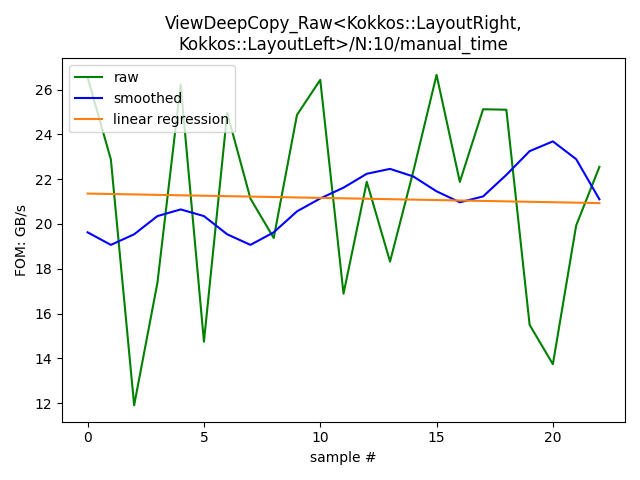 ViewDeepCopy_Raw<Kokkos::LayoutRight,
Kokkos::LayoutLeft>/N:10/manual_time
raw
smoothed
linear regression
FOM: GB/s
26
24
22
20
18
16
14
12
0
5
10
15
20
sample #